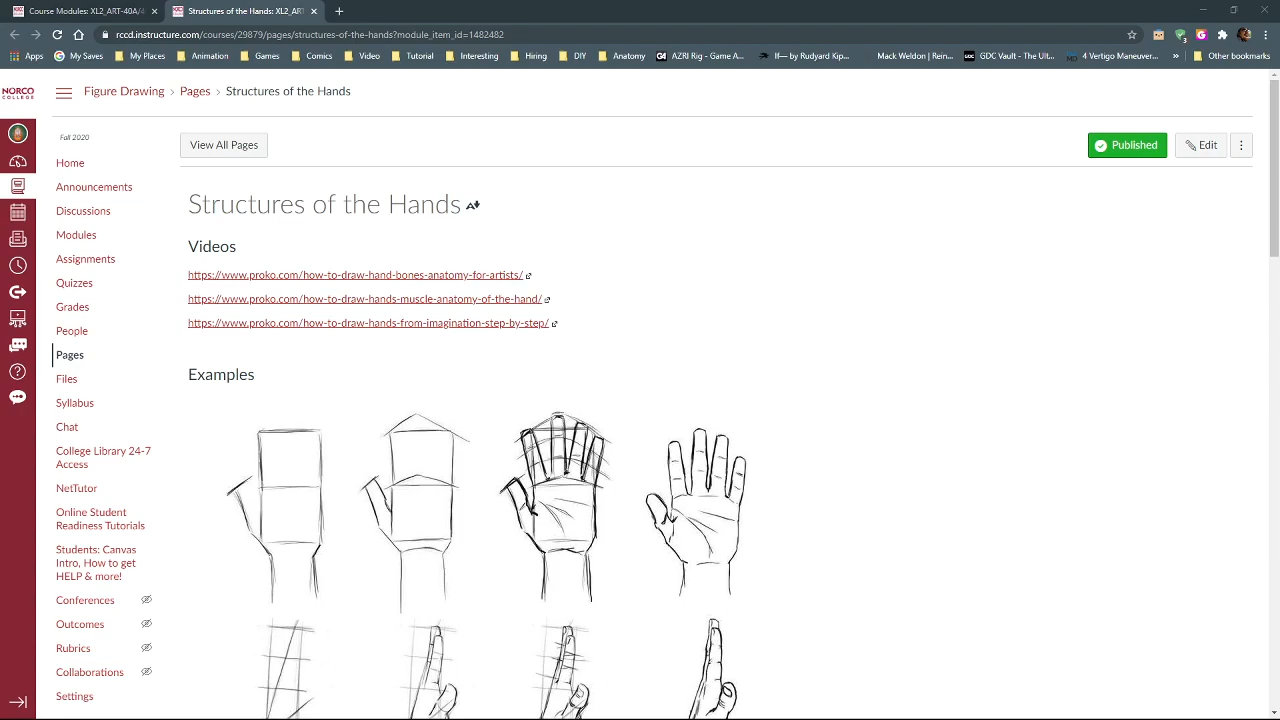 Course Modules: XL2_ART-40A/4
Structures of the Hands: XL2_ART
rccd.instructure.com/courses/29879/pages/structures-of-the-hands?module_item_id=1482482
Apps My Saves My Places Games Comics Videos Tutorial Illustration Interesting Hiring DIY Anatomy AZRI Rig - Game A... If— by Rudyard Kip... Mack Weldon | Rein... GDC Vault - The Ult... 4 Vertigo Maneuver... » Other bookmarks
NORCO
COLLEGE
Figure Drawing › Pages › Structures of the Hands
Fall 2020
Home
Announcements
Discussions
Modules
Assignments
Quizzes
Grades
People
Pages
Files
Syllabus
Chat
College Library 24-7
Access
NetTutor
Online Student
Readiness Tutorials
Students: Canvas
Intro, How to get
HELP & more!
Conferences
Outcomes
Rubrics
Collaborations
Settings
View All Pages
Published
Edit
Structures of the Hands
Videos
https://www.proko.com/how-to-draw-hand-bones-anatomy-for-artists/
https://www.proko.com/how-to-draw-hands-muscle-anatomy-of-the-hand/
https://www.proko.com/how-to-draw-hands-from-imagination-step-by-step/
Examples